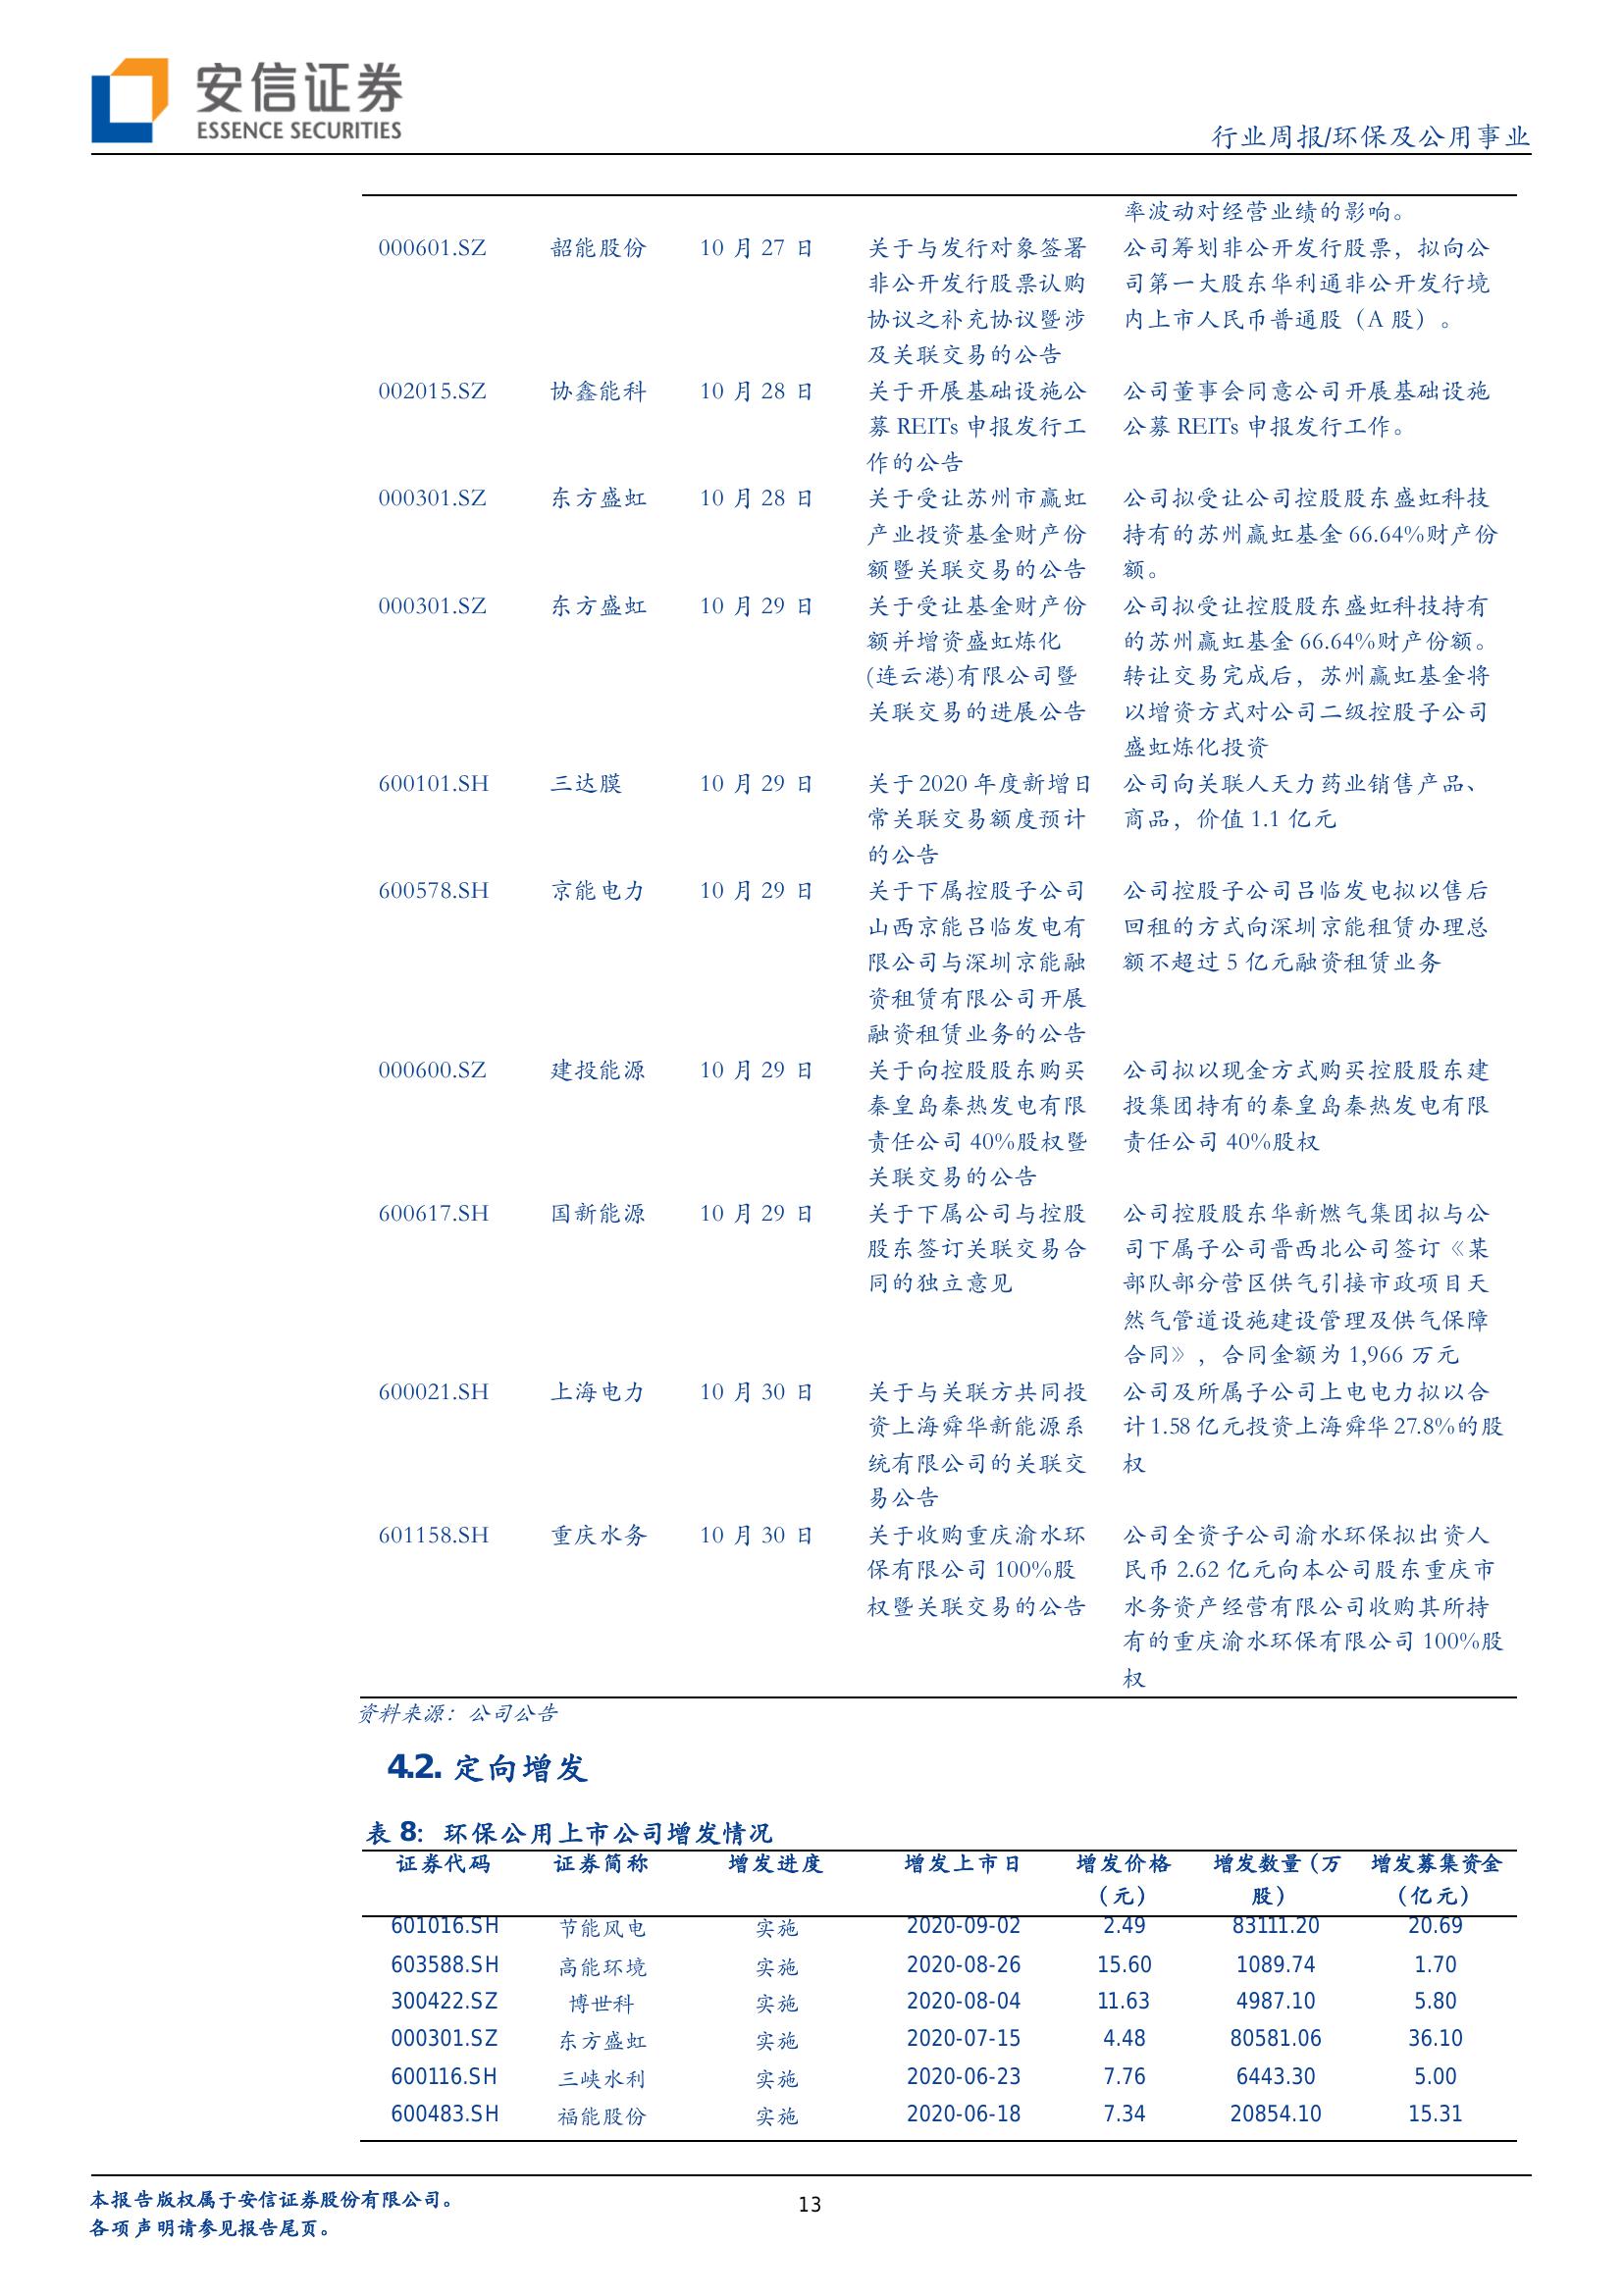 安信证券
ESSENCE SECURITIES
行业周报/环保及公用事业
率波动对经营业绩的影响。
000601.SZ 韶能股份 10 月 27 日 关于与发行对象签署 公司筹划非公开发行股票，拟向公
非公开发行股票认购 司第一大股东华利通非公开发行境
协议之补充协议暨涉 内上市人民币普通股（A 股）。
及关联交易的公告
002015.SZ 协鑫能科 10 月 28 日 关于开展基础设施公 公司董事会同意公司开展基础设施
募 REITs 申报发行工 公募 REITs 申报发行工作。
作的公告
000301.SZ 东方盛虹 10 月 28 日 关于受让苏州市赢虹 公司拟受让公司控股股东盛虹科技
产业投资基金财产份 持有的苏州赢虹基金 66.64%财产份
额暨关联交易的公告 额。
000301.SZ 东方盛虹 10 月 29 日 关于受让基金财产份 公司拟受让控股股东盛虹科技持有
额并增资盛虹炼化 的苏州赢虹基金 66.64%财产份额。
(连云港)有限公司暨 转让交易完成后，苏州赢虹基金将
关联交易的进展公告 以增资方式对公司二级控股子公司
盛虹炼化投资
600101.SH 三达膜 10 月 29 日 关于 2020 年度新增日 公司向关联人天力药业销售产品、
常关联交易额度预计 商品，价值 1.1 亿元
的公告
600578.SH 京能电力 10 月 29 日 关于下属控股子公司 公司控股子公司吕临发电拟以售后
山西京能吕临发电有 回租的方式向深圳京能租赁办理总
限公司与深圳京能融 额不超过 5 亿元融资租赁业务
资租赁有限公司开展
融资租赁业务的公告
000600.SZ 建投能源 10 月 29 日 关于向控股股东购买 公司拟以现金方式购买控股股东建
秦皇岛秦热发电有限 投集团持有的秦皇岛秦热发电有限
责任公司 40%股权暨 责任公司 40%股权
关联交易的公告
600617.SH 国新能源 10 月 29 日 关于下属公司与控股 公司控股股东华新燃气集团拟与公
股东签订关联交易合 司下属子公司晋西北公司签订《某
同的独立意见 部队部分营区供气引接市政项目天
然气管道设施建设管理及供气保障
合同》，合同金额为 1,966 万元
600021.SH 上海电力 10 月 30 日 关于与关联方共同投 公司及所属子公司上电电力拟以合
资上海舜华新能源系 计 1.58 亿元投资上海舜华 27.8%的股
统有限公司的关联交 权
易公告
601158.SH 重庆水务 10 月 30 日 关于收购重庆渝水环 公司全资子公司渝水环保拟出资人
保有限公司 100%股 民币 2.62 亿元向本公司股东重庆市
权暨关联交易的公告 水务资产经营有限公司收购其所持
有的重庆渝水环保有限公司 100%股
权
资料来源：公司公告
4.2. 定向增发
表 8：环保公用上市公司增发情况
证券代码 证券简称 增发进度 增发上市日 增发价格 增发数量（万 增发募集资金
（元） 股） （亿元）
601016.SH 节能风电 实施 2020-09-02 2.49 83111.20 20.69
603588.SH 高能环境 实施 2020-08-26 15.60 1089.74 1.70
300422.SZ 博世科 实施 2020-08-04 11.63 4987.10 5.80
000301.SZ 东方盛虹 实施 2020-07-15 4.48 80581.06 36.10
600116.SH 三峡水利 实施 2020-06-23 7.76 6443.30 5.00
600483.SH 福能股份 实施 2020-06-18 7.34 20854.10 15.31
本报告版权属于安信证券股份有限公司。
13
各项声明请参见报告尾页。